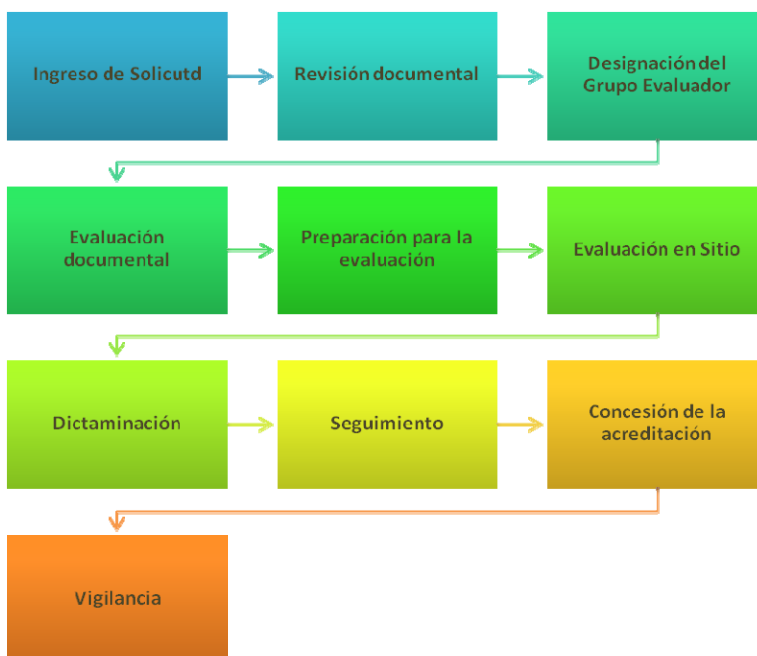 Ingreso de Solicutd
Revisión documental
Designación del
Grupo Evaluador
Evaluación
documental
Preparación para la
evaluación
Evaluación en Sitio
Dictaminación
Seguimiento
Concesión de la
acreditación
Vigilancia